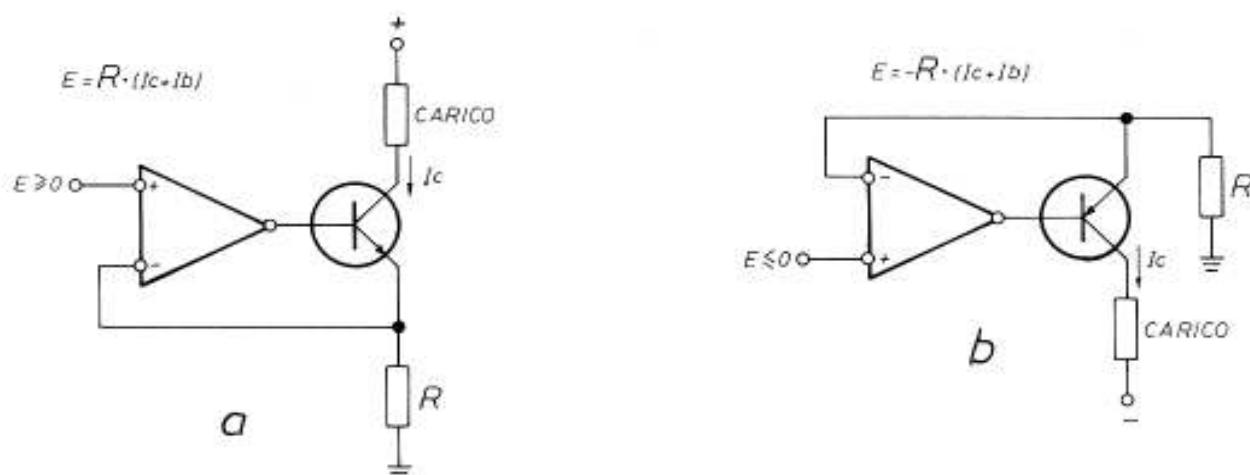 +
E = R · (Ic+Ib)
CARICO
Ic
E ⩾ 0
+
-
R
a
E = -R · (Ic+Ib)
-
R
E ⩽ 0
+
Ic
CARICO
b
-